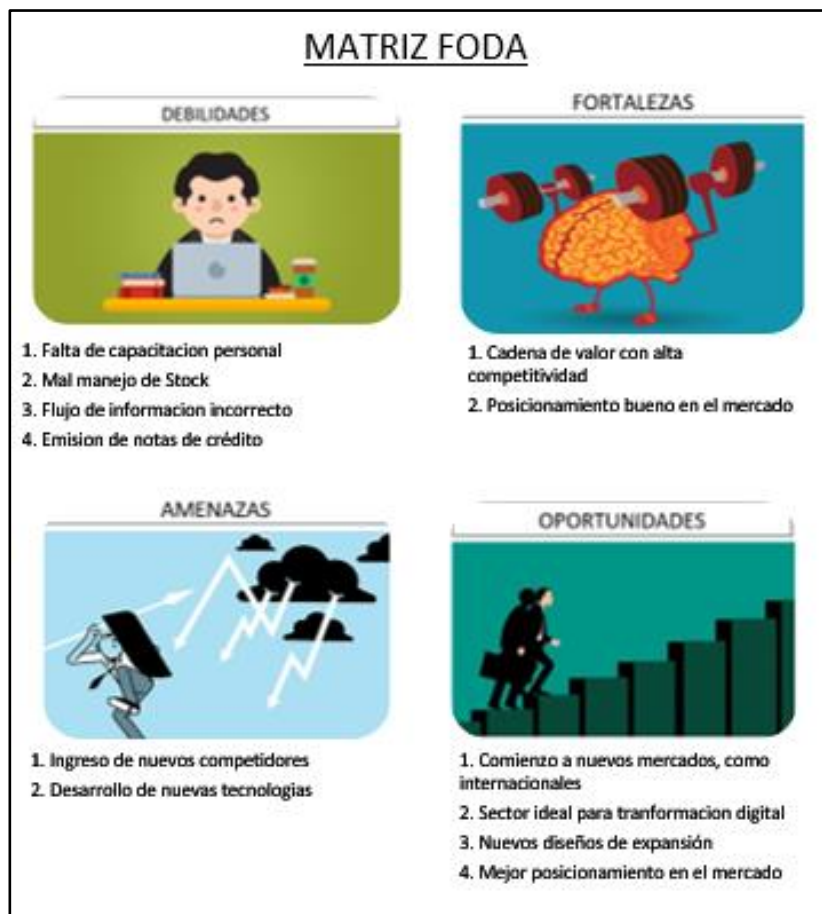 MATRIZ FODA
DEBILIDADES
1. Falta de capacitacion personal
2. Mal manejo de Stock
3. Flujo de informacion incorrecto
4. Emision de notas de crédito
FORTALEZAS
1. Cadena de valor con alta
competitividad
2. Posicionamiento bueno en el mercado
AMENAZAS
1. Ingreso de nuevos competidores
2. Desarrollo de nuevas tecnologias
OPORTUNIDADES
1. Comienzo a nuevos mercados, como
internacionales
2. Sector ideal para tranformacion digital
3. Nuevos diseños de expansión
4. Mejor posicionamiento en el mercado